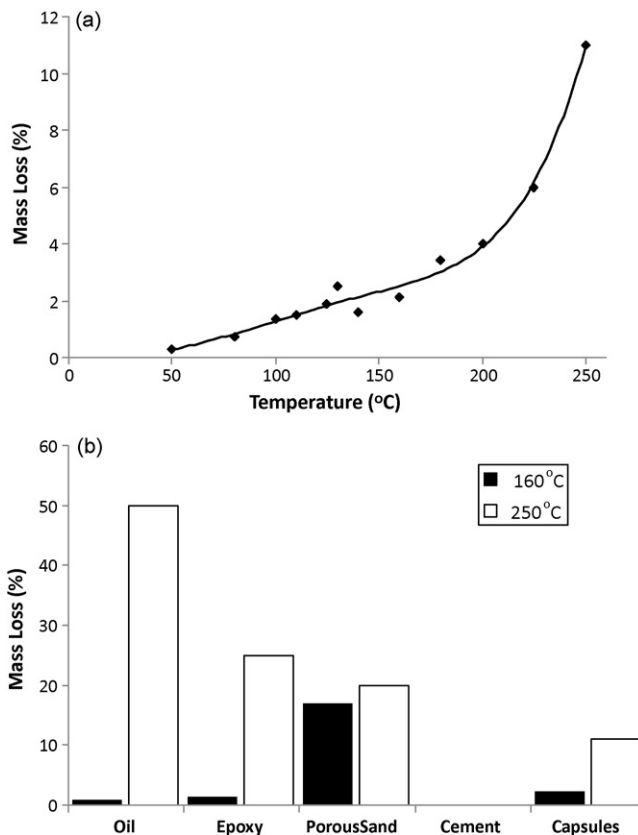 (a)
12
10
8
6
4
2
0
Mass Loss (%)
0 50 100 150 200 250
Temperature (°C)
(b)
60
50
40
30
20
10
0
Mass Loss (%)
160°C
250°C
Oil Epoxy PorousSand Cement Capsules